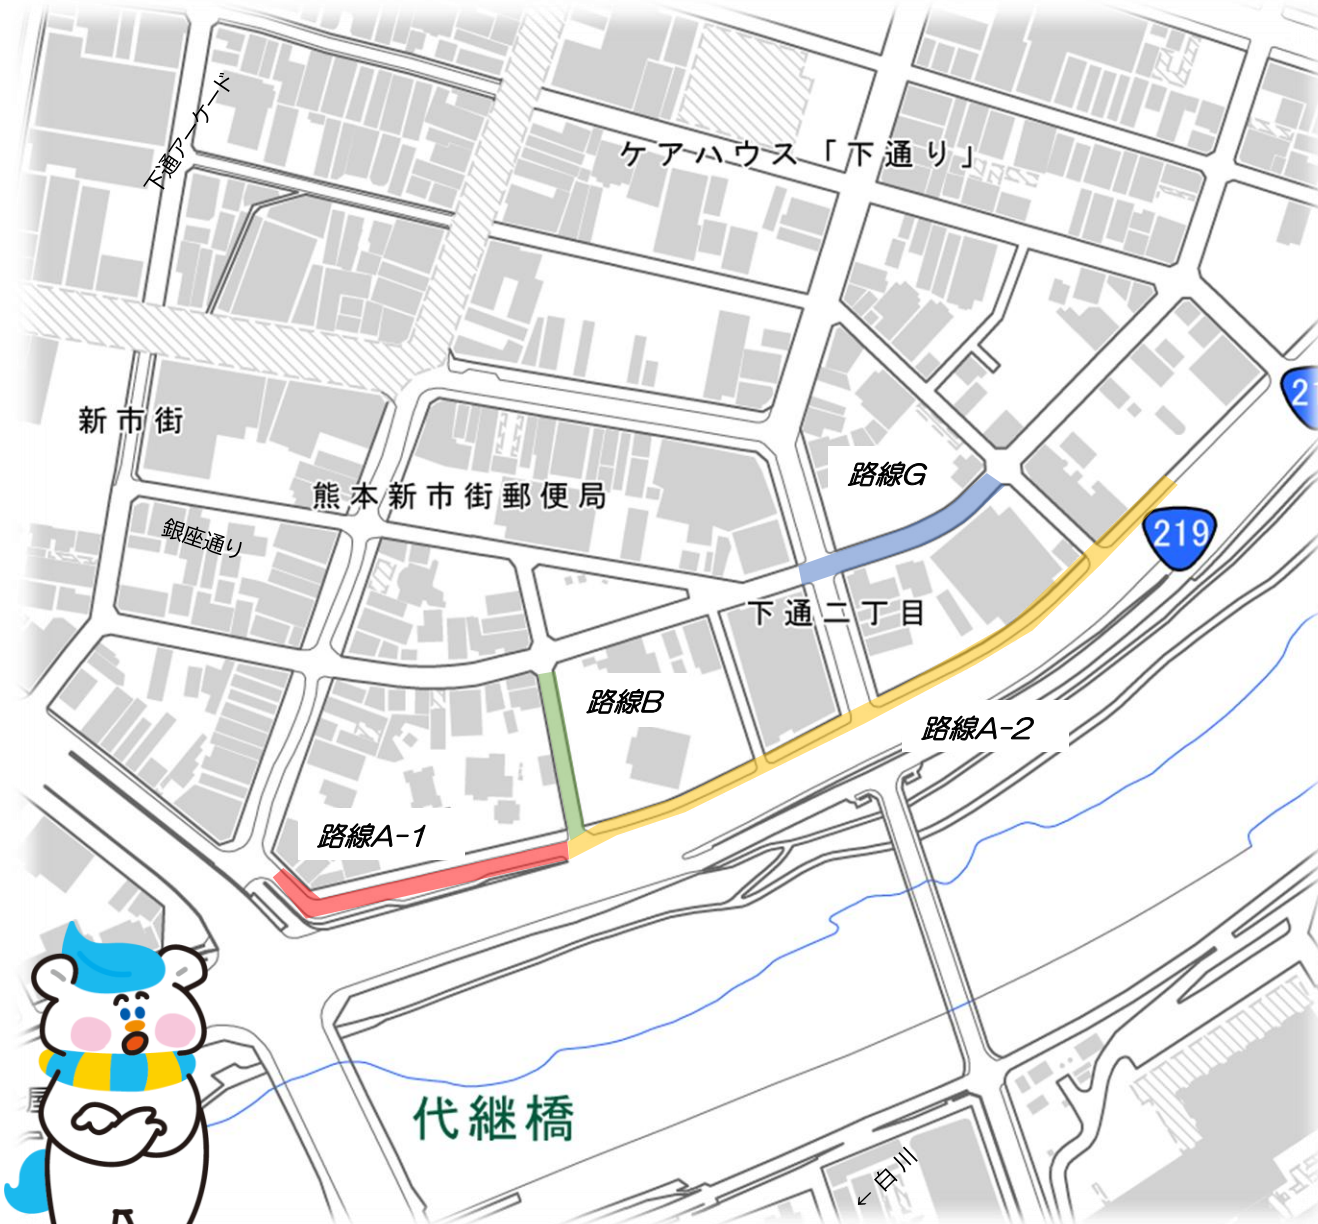 下通アーケード
ケアハウス「下通り」
21
新市街
路線G
熊本新市街郵便局
銀座通り
219
下通二丁目
路線B
路線A-2
路線A-1
代継橋
←白川